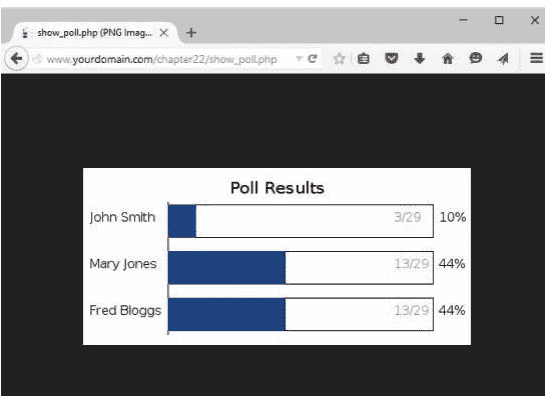 show_poll.php (PNG Imag...
www.yourdomain.com/chapter22/show_poll.php
Poll Results
John Smith 3/29 10%
Mary Jones 13/29 44%
Fred Bloggs 13/29 44%